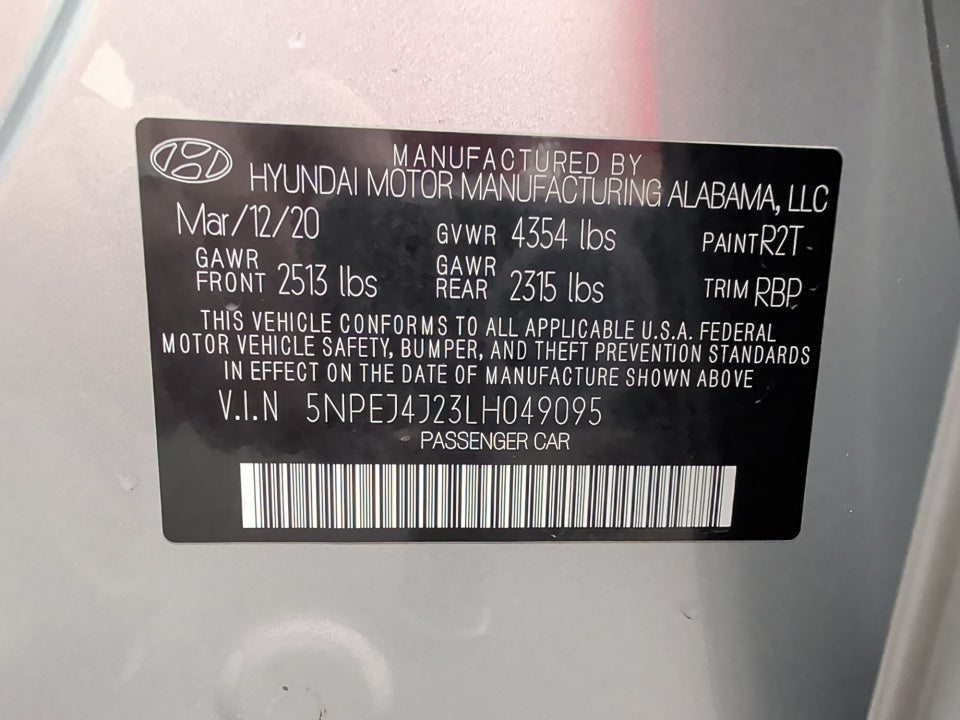 MANUFACTURED BY
HYUNDAI MOTOR MANUFACTURING ALABAMA, LLC
Mar/12/20 GVWR 4354 lbs PAINT R2T
GAWR FRONT 2513 lbs GAWR REAR 2315 lbs TRIM RBP
THIS VEHICLE CONFORMS TO ALL APPLICABLE U.S.A. FEDERAL
MOTOR VEHICLE SAFETY, BUMPER, AND THEFT PREVENTION STANDARDS
IN EFFECT ON THE DATE OF MANUFACTURE SHOWN ABOVE
V.I.N 5NPEJ4J23LH049095
PASSENGER CAR